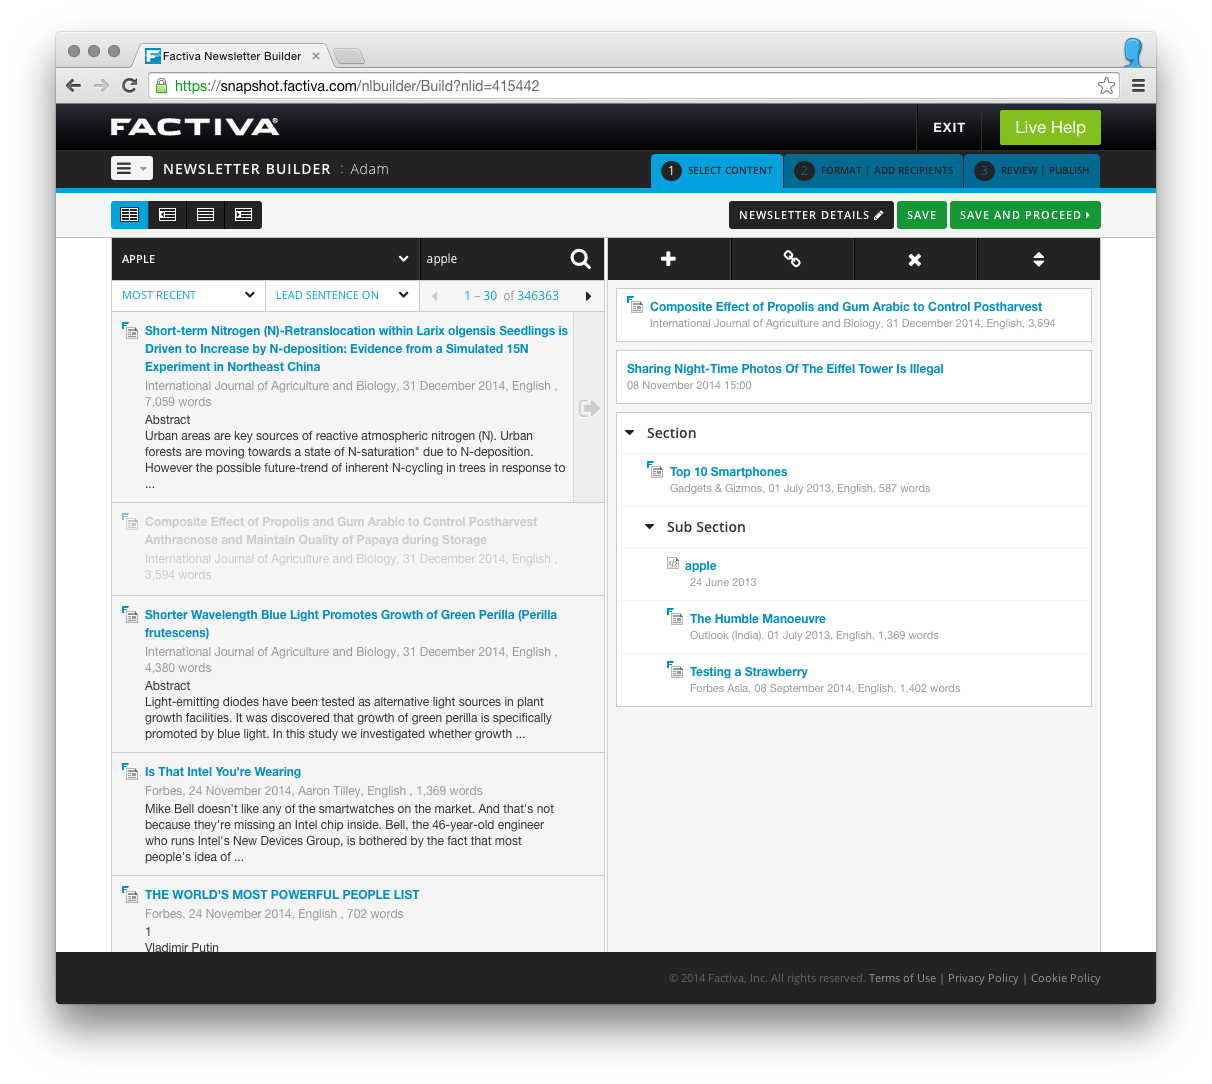 Factiva Newsletter Builder
https://snapshot.factiva.com/nlbuilder/Build?nlid=415442
FACTIVA®
EXIT
Live Help
NEWSLETTER BUILDER : Adam
1 SELECT CONTENT
2 FORMAT | ADD RECIPIENTS
3 REVIEW | PUBLISH
NEWSLETTER DETAILS
SAVE
SAVE AND PROCEED
APPLE
apple
MOST RECENT
LEAD SENTENCE ON
1 – 30 of 346363
Short-term Nitrogen (N)-Retranslocation within Larix olgensis Seedlings is
Driven to Increase by N-deposition: Evidence from a Simulated 15N
Experiment in Northeast China
International Journal of Agriculture and Biology, 31 December 2014, English ,
7,059 words
Abstract
Urban areas are key sources of reactive atmospheric nitrogen (N). Urban
forests are moving towards a state of N-saturation" due to N-deposition.
However the possible future-trend of inherent N-cycling in trees in response to
...
Composite Effect of Propolis and Gum Arabic to Control Postharvest
Anthracnose and Maintain Quality of Papaya during Storage
International Journal of Agriculture and Biology, 31 December 2014, English ,
3,594 words
Shorter Wavelength Blue Light Promotes Growth of Green Perilla (Perilla
frutescens)
International Journal of Agriculture and Biology, 31 December 2014, English ,
4,380 words
Abstract
Light-emitting diodes have been tested as alternative light sources in plant
growth facilities. It was discovered that growth of green perilla is specifically
promoted by blue light. In this study we investigated whether growth ...
Is That Intel You're Wearing
Forbes, 24 November 2014, Aaron Tilley, English , 1,369 words
Mike Bell doesn't like any of the smartwatches on the market. And that's not
because they're missing an Intel chip inside. Bell, the 46-year-old engineer
who runs Intel's New Devices Group, is bothered by the fact that most
people's idea of ...
THE WORLD'S MOST POWERFUL PEOPLE LIST
Forbes, 24 November 2014, English , 702 words
1
Vladimir Putin
Composite Effect of Propolis and Gum Arabic to Control Postharvest
International Journal of Agriculture and Biology, 31 December 2014, English, 3,594
Sharing Night-Time Photos Of The Eiffel Tower Is Illegal
08 November 2014 15:00
Section
Top 10 Smartphones
Gadgets & Gizmos, 01 July 2013, English, 587 words
Sub Section
apple
24 June 2013
The Humble Manoeuvre
Outlook (India), 01 July 2013, English, 1,369 words
Testing a Strawberry
Forbes Asia, 08 September 2014, English, 1,402 words
© 2014 Factiva, Inc. All rights reserved. Terms of Use | Privacy Policy | Cookie Policy